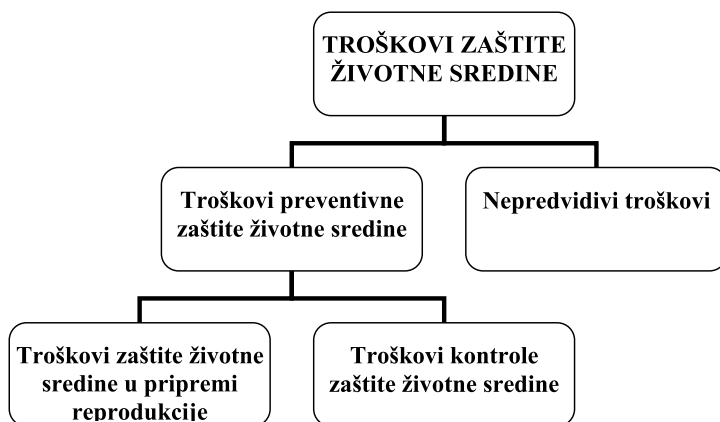 TROŠKOVI ZAŠTITE
ŽIVOTNE SREDINE
Troškovi preventivne
zaštite životne sredine
Nepredvidivi troškovi
Troškovi zaštite životne
sredine u pripremi
reprodukcije
Troškovi kontrole
zaštite životne sredine